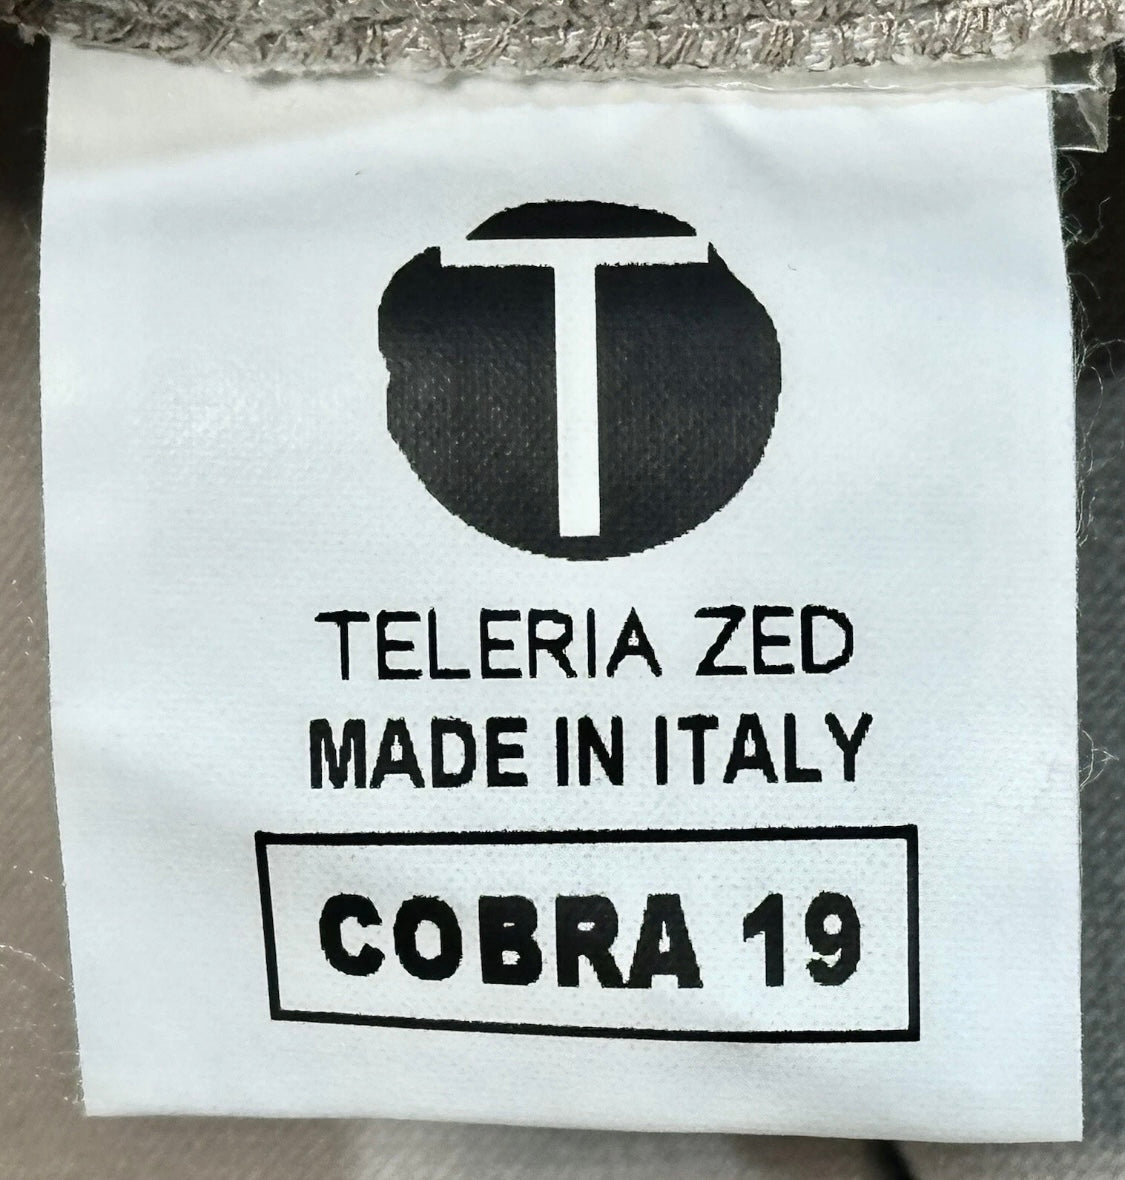 T
TELERIA ZED
MADE IN ITALY
COBRA 19